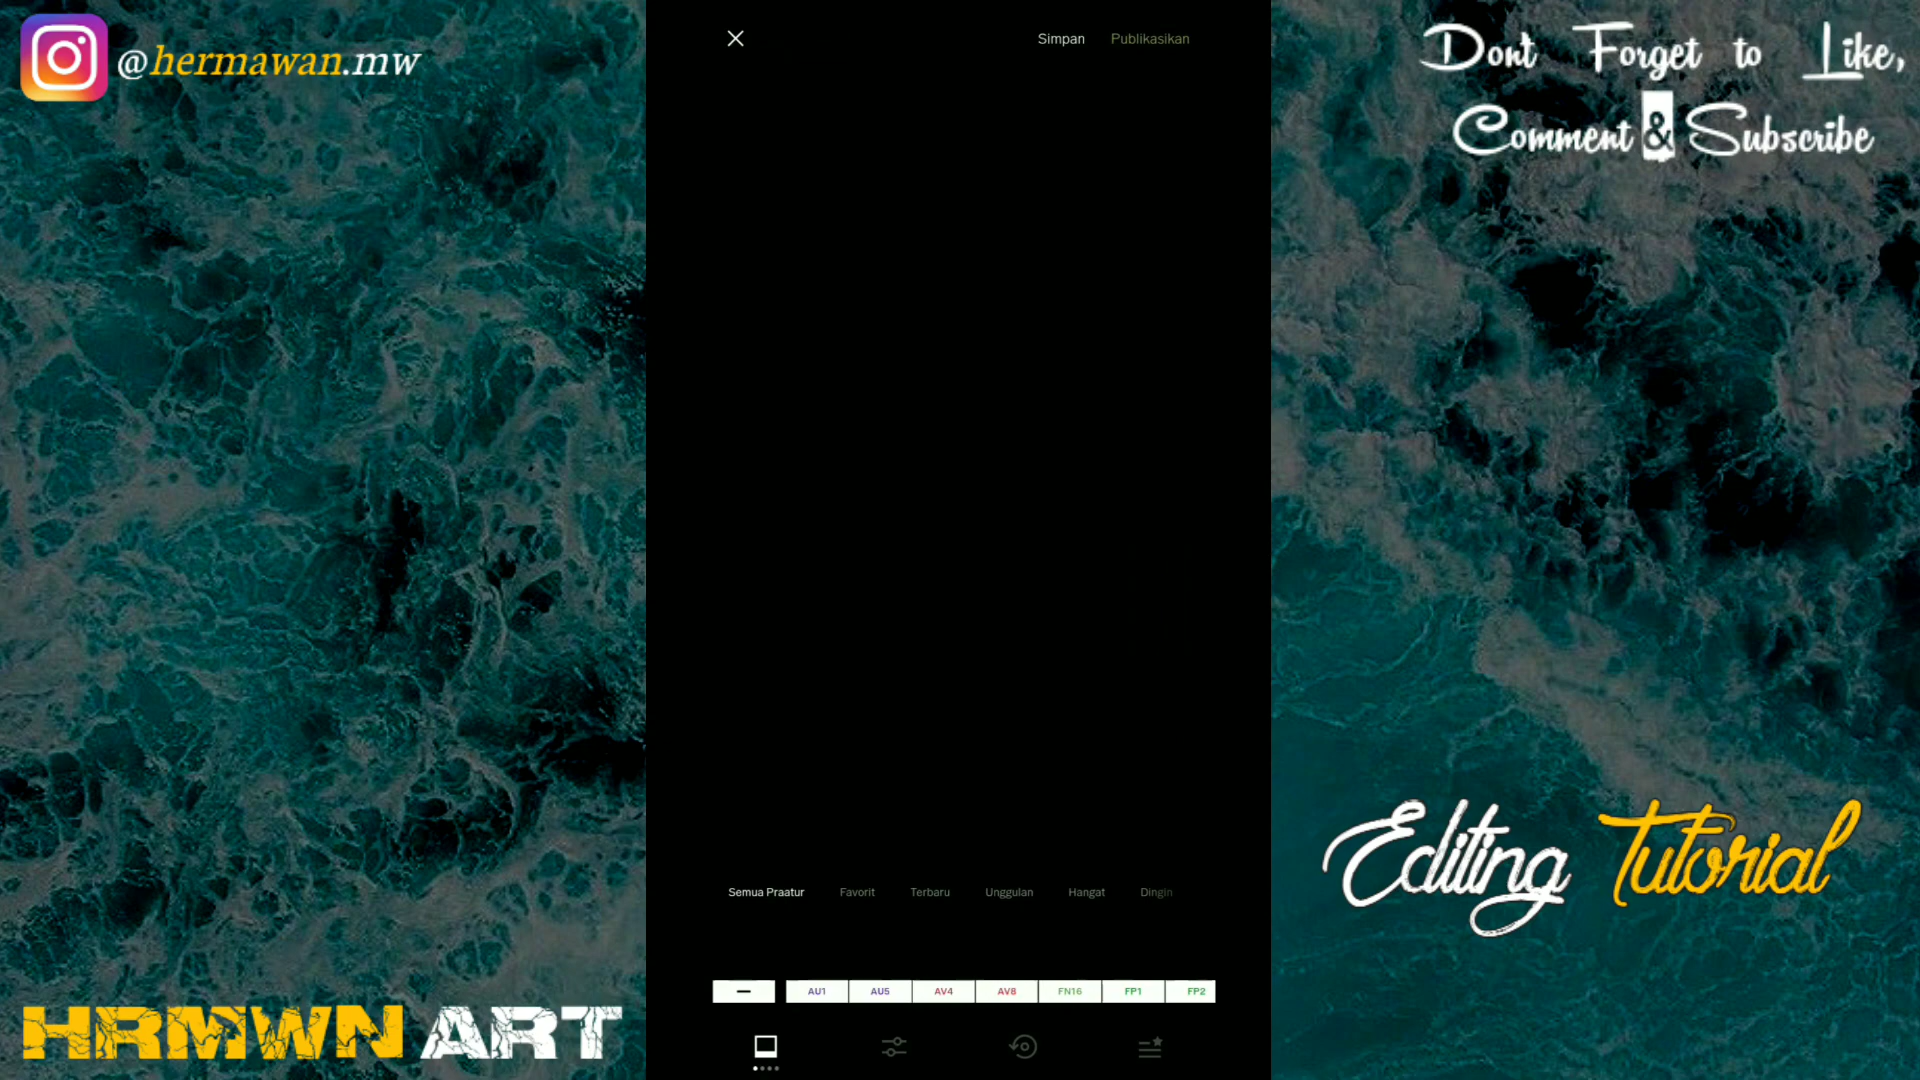 @hermawan.mw
Simpan Publikasikan
Dont Forget to Like,
Comment & Subscribe
Semua Praatur Favorit Terbaru Unggulan Hangat Dingin
AU1 AU5 AV4 AV8 FN16 FP1 FP2
Editing Tutorial
HRMWN ART